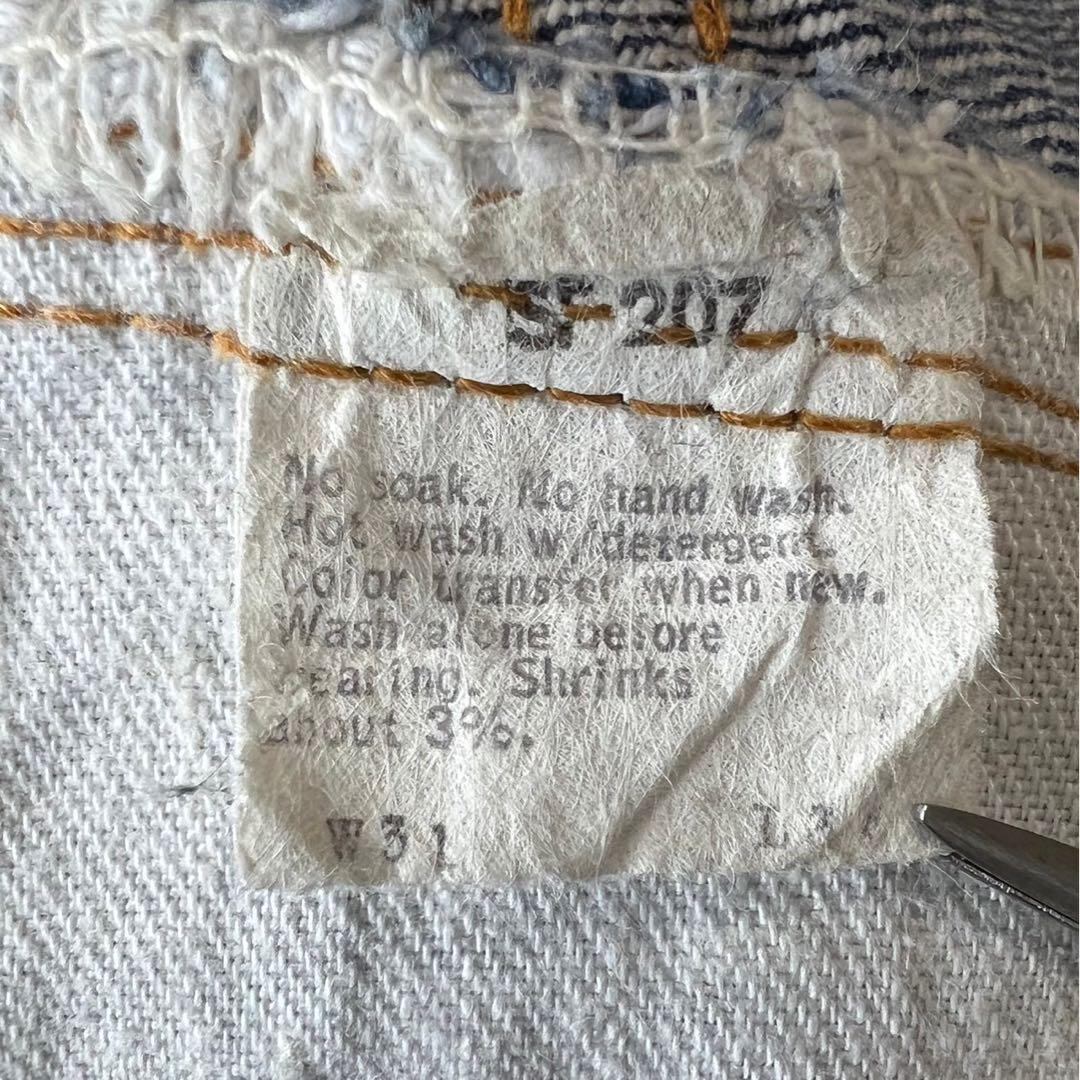 SF 207
No soak. No hand wash.
Hot wash w/detergent.
Color transfer when new.
Wash alone before
wearing. Shrinks
about 3%.
W31